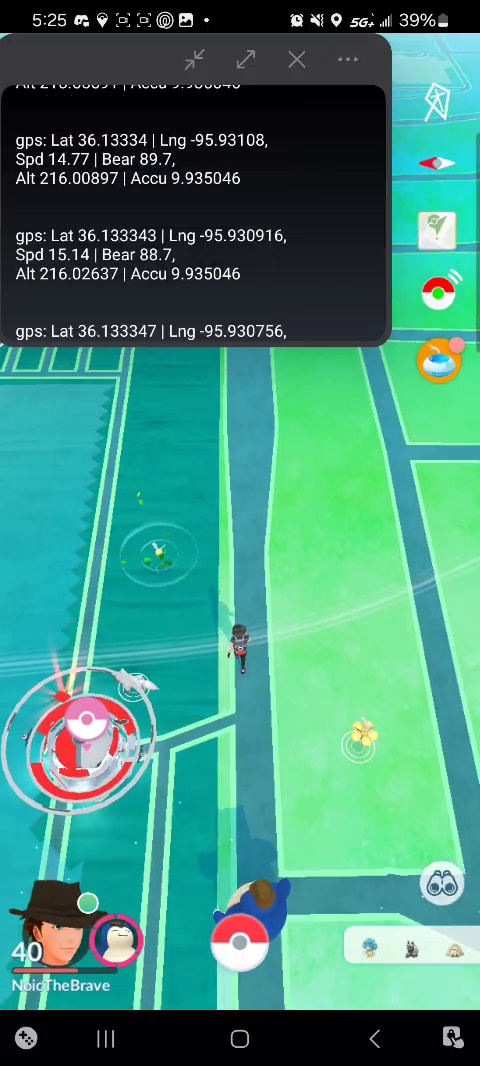 5:25
5G+
39%
gps: Lat 36.13334 | Lng -95.93108,
Spd 14.77 | Bear 89.7,
Alt 216.00897 | Accu 9.935046
gps: Lat 36.133343 | Lng -95.930916,
Spd 15.14 | Bear 88.7,
Alt 216.02637 | Accu 9.935046
gps: Lat 36.133347 | Lng -95.930756,
40
NoicTheBrave